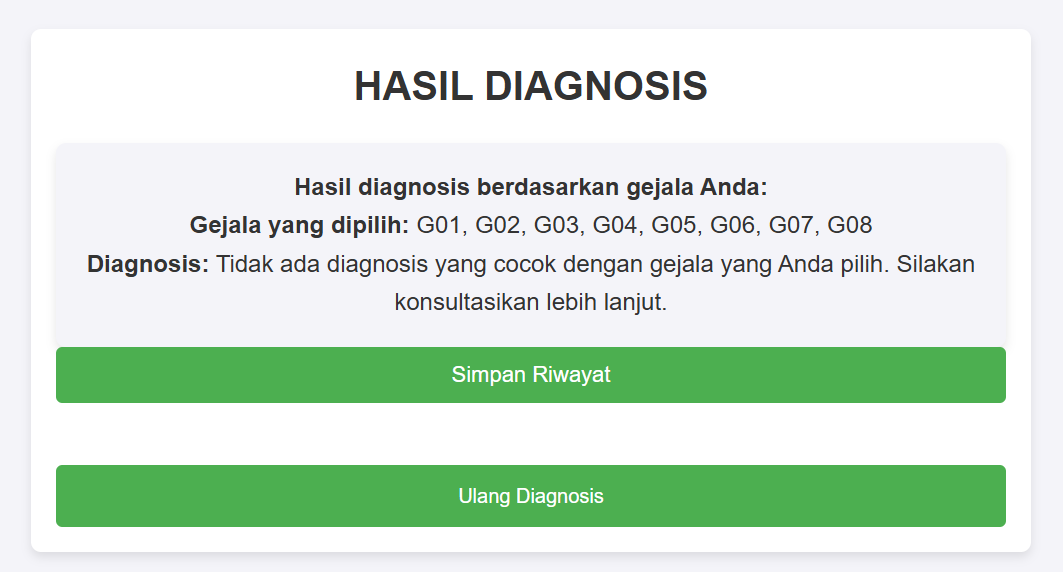 HASIL DIAGNOSIS
Hasil diagnosis berdasarkan gejala Anda:
Gejala yang dipilih: G01, G02, G03, G04, G05, G06, G07, G08
Diagnosis: Tidak ada diagnosis yang cocok dengan gejala yang Anda pilih. Silakan
konsultasikan lebih lanjut.
Simpan Riwayat
Ulang Diagnosis